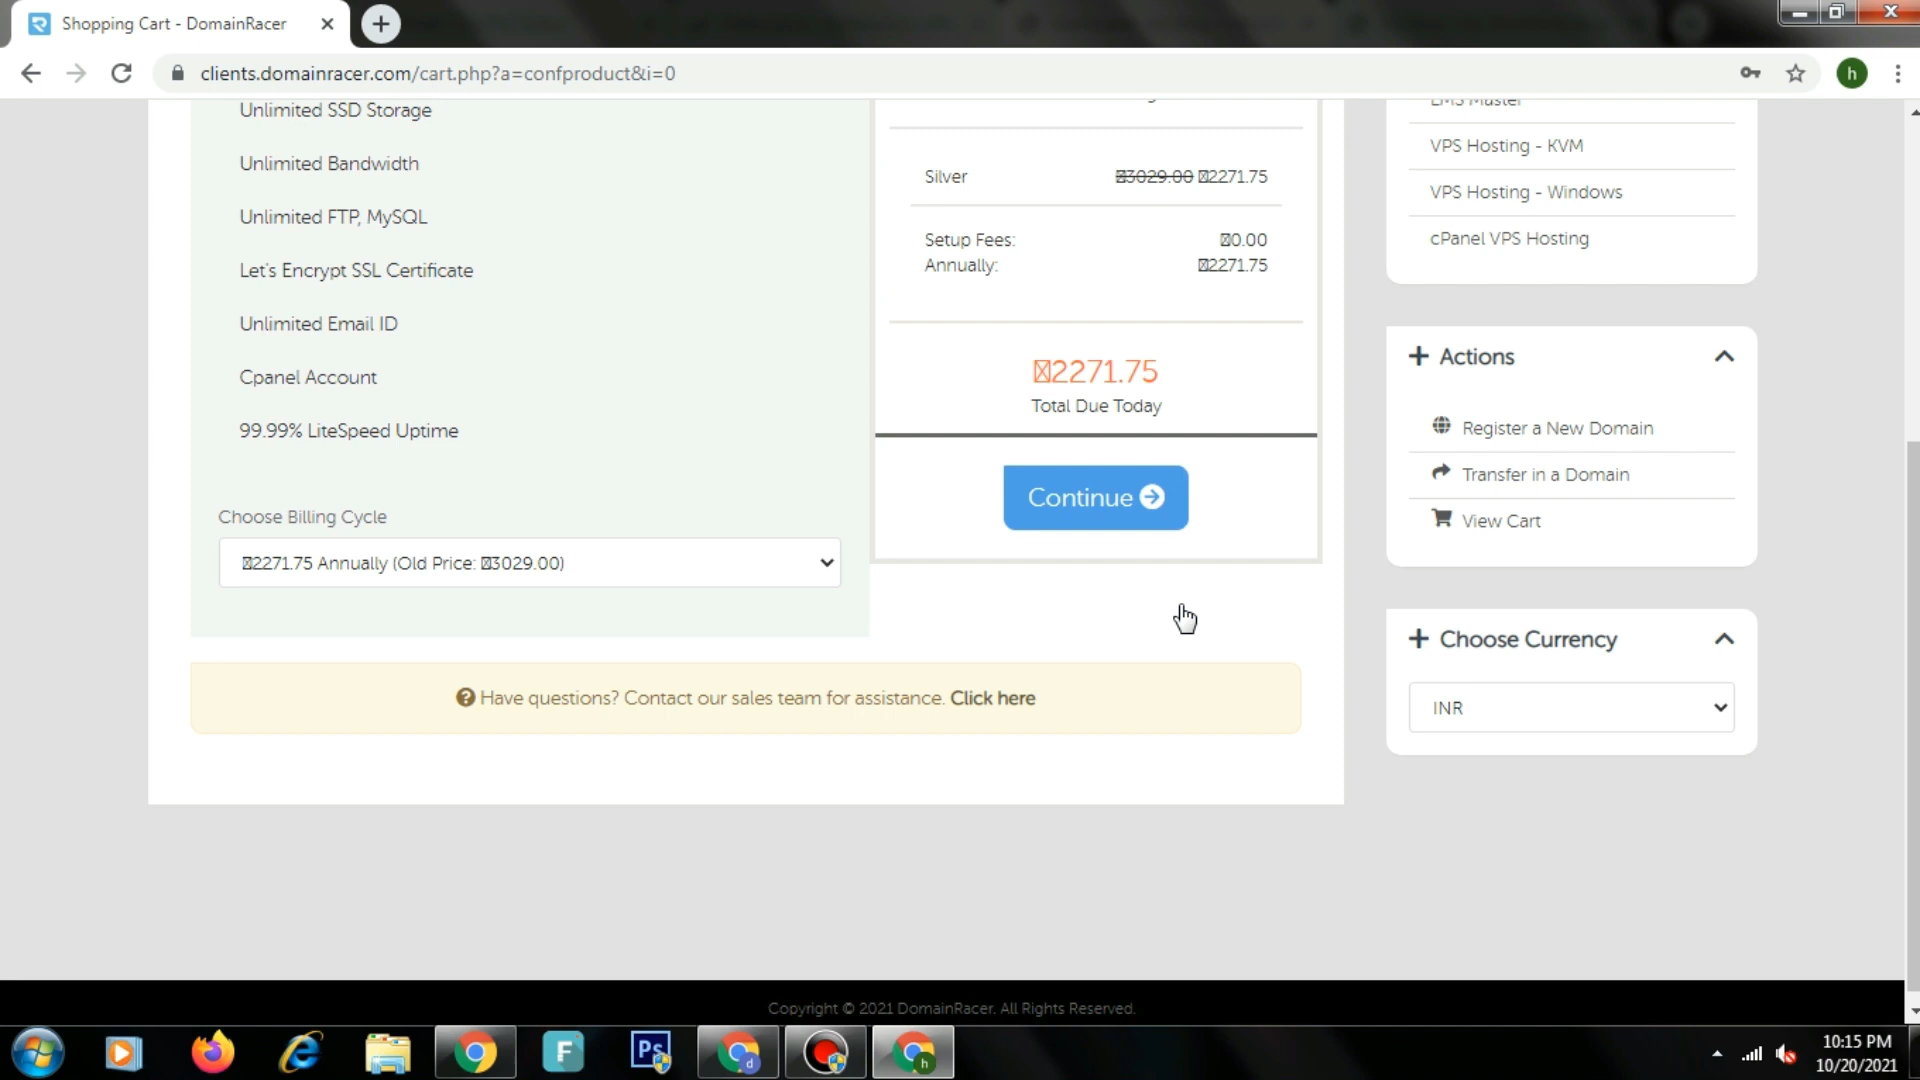 Shopping Cart - DomainRacer
clients.domainracer.com/cart.php?a=confproduct&i=0
h
Unlimited SSD Storage
Unlimited Bandwidth
Unlimited FTP, MySQL
Let's Encrypt SSL Certificate
Unlimited Email ID
Cpanel Account
99.99% LiteSpeed Uptime
Choose Billing Cycle
2271.75 Annually (Old Price: 3029.00)
Silver 3029.00 2271.75
Setup Fees: 0.00
Annually: 2271.75
2271.75
Total Due Today
Continue
Have questions? Contact our sales team for assistance. Click here
LMS Master
VPS Hosting - KVM
VPS Hosting - Windows
cPanel VPS Hosting
Actions
Register a New Domain
Transfer in a Domain
View Cart
Choose Currency
INR
Copyright © 2021 DomainRacer. All Rights Reserved.
F
Ps
d
h
10:15 PM
10/20/2021